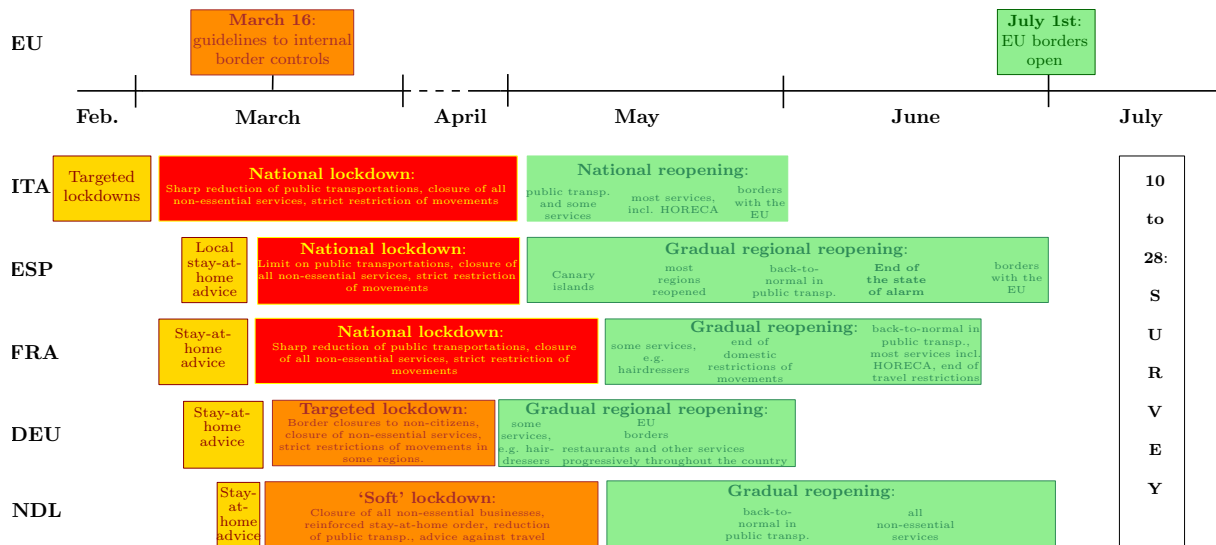 EU
March 16:
guidelines to internal
border controls
July 1st:
EU borders
open
Feb.
March
April
May
June
July
ITA
Targeted
lockdowns
National lockdown:
Sharp reduction of public transportations, closure of all
non-essential services, strict restriction of movements
National reopening:
public transp.
and some
services
most services,
incl. HORECA
borders
with the
EU
ESP
Local
stay-at-
home
advice
National lockdown:
Limit on public transportations, closure of
all non-essential services, strict restriction
of movements
Gradual regional reopening:
Canary
islands
most
regions
reopened
back-to-
normal in
public transp.
End of
the state
of alarm
borders
with the
EU
FRA
Stay-at-
home
advice
National lockdown:
Sharp reduction of public transportations, closure
of all non-essential services, strict restriction of
movements
Gradual reopening:
some services,
e.g.
hairdressers
end of
domestic
restrictions of
movements
back-to-normal in
public transp.,
most services incl.
HORECA, end of
travel restrictions
DEU
Stay-at-
home
advice
Targeted lockdown:
Border closures to non-citizens,
closure of non-essential services,
strict restrictions of movements in
some regions.
Gradual regional reopening:
some
services,
e.g. hair-
dressers
EU
borders
restaurants and other services
progressively throughout the country
NDL
Stay-
at-
home
advice
'Soft' lockdown:
Closure of all non-essential businesses,
reinforced stay-at-home order, reduction
of public transp., advice against travel
Gradual reopening:
back-to-
normal in
public transp.
all
non-essential
services
10
to
28:
S
U
R
V
E
Y